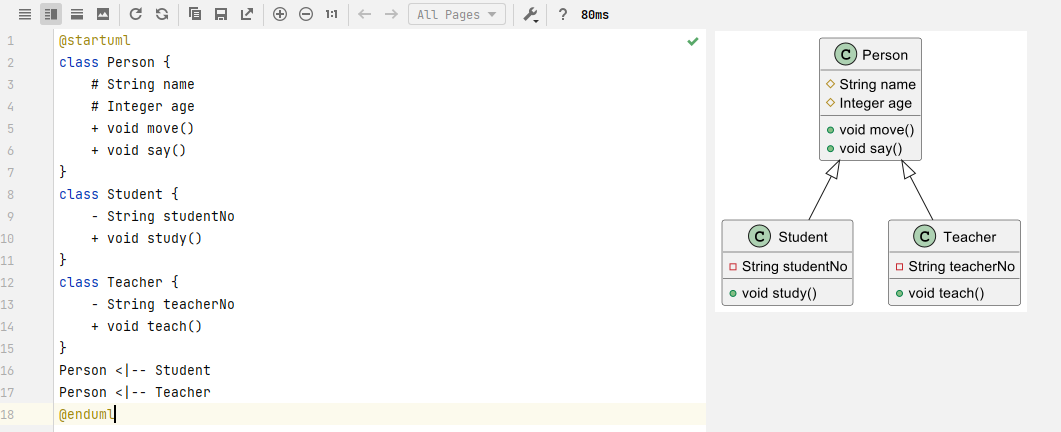 1:1 All Pages ? 80ms
1 @startuml
2 class Person {
3     # String name
4     # Integer age
5     + void move()
6     + void say()
7 }
8 class Student {
9     - String studentNo
10     + void study()
11 }
12 class Teacher {
13     - String teacherNo
14     + void teach()
15 }
16 Person <|-- Student
17 Person <|-- Teacher
18 @enduml
C Person
String name
Integer age
void move()
void say()
C Student
String studentNo
void study()
C Teacher
String teacherNo
void teach()